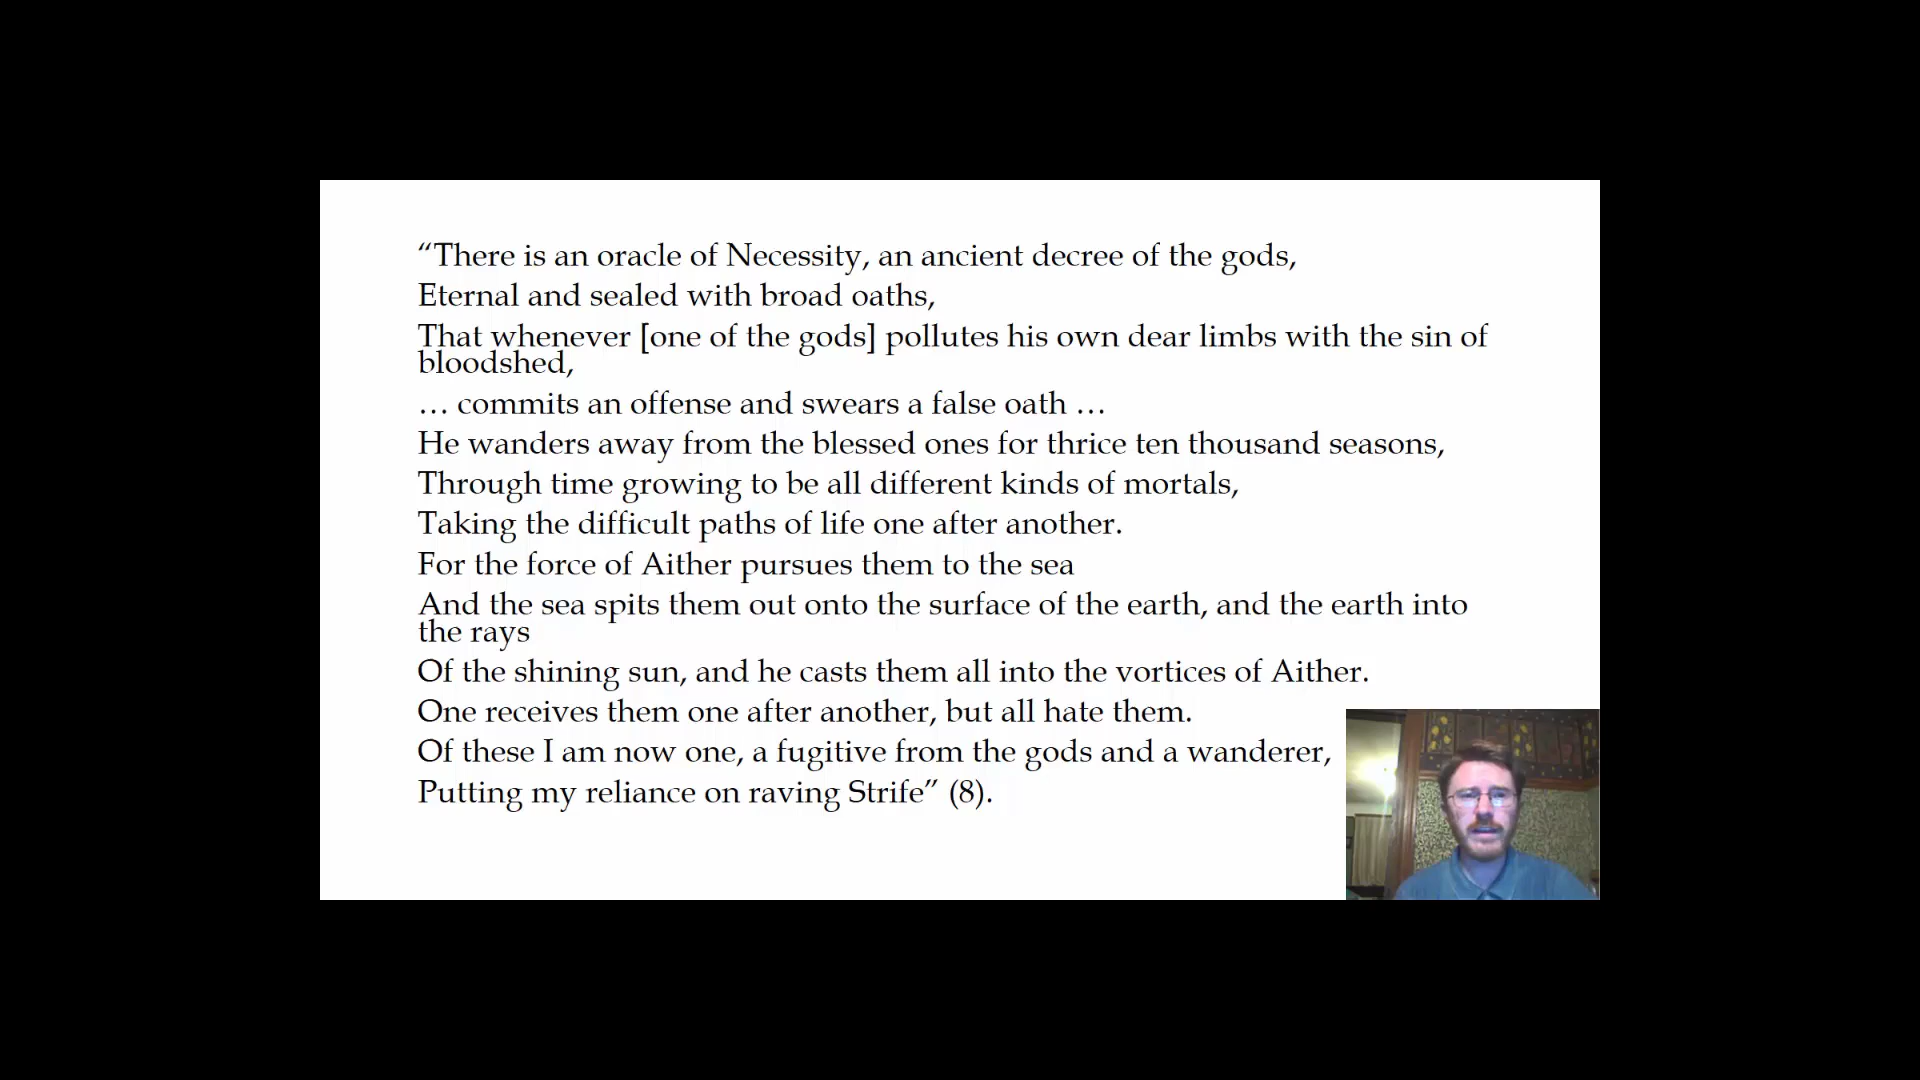 “There is an oracle of Necessity, an ancient decree of the gods,
Eternal and sealed with broad oaths,
That whenever [one of the gods] pollutes his own dear limbs with the sin of
bloodshed,
… commits an offense and swears a false oath …
He wanders away from the blessed ones for thrice ten thousand seasons,
Through time growing to be all different kinds of mortals,
Taking the difficult paths of life one after another.
For the force of Aither pursues them to the sea
And the sea spits them out onto the surface of the earth, and the earth into
the rays
Of the shining sun, and he casts them all into the vortices of Aither.
One receives them one after another, but all hate them.
Of these I am now one, a fugitive from the gods and a wanderer,
Putting my reliance on raving Strife” (8).